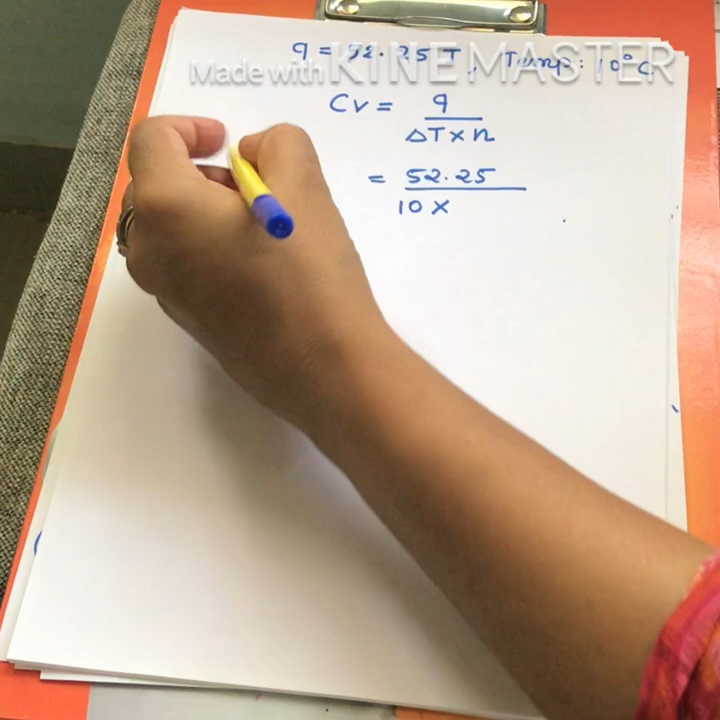 q = 52.25 J, Temp: 10°C
Made with KINEMASTER
Cv = q
ΔT x n
= 52.25
10 x